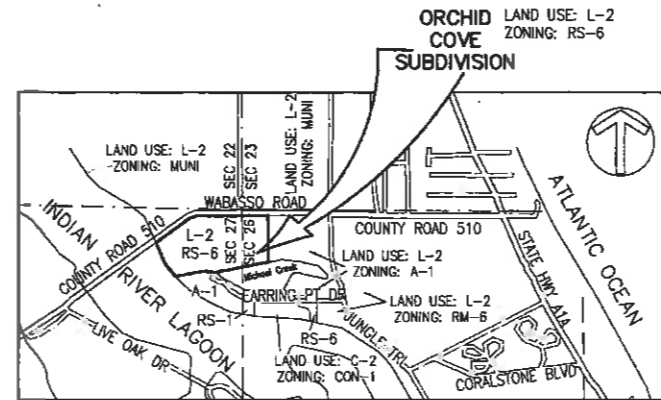 ORCHID
COVE
SUBDIVISION
LAND USE: L-2
ZONING: RS-6
LAND USE: L-2
ZONING: MUNI
SEC 22
SEC 23
LAND USE: L-2
ZONING: MUNI
WABASSO ROAD
COUNTY ROAD 510
COUNTY ROAD 510
L-2
RS-6
SEC 27
SEC 26
Michael Creek
LAND USE: L-2
ZONING: A-1
A-1
EARRING PT DR
LAND USE: L-2
ZONING: RM-6
RS-1
RS-6
JUNGLE TRL
LAND USE: C-2
ZONING: CON-1
INDIAN
RIVER LAGOON
LIVE OAK DR
STATE HWY A1A
ATLANTIC OCEAN
CORALSTONE BLVD